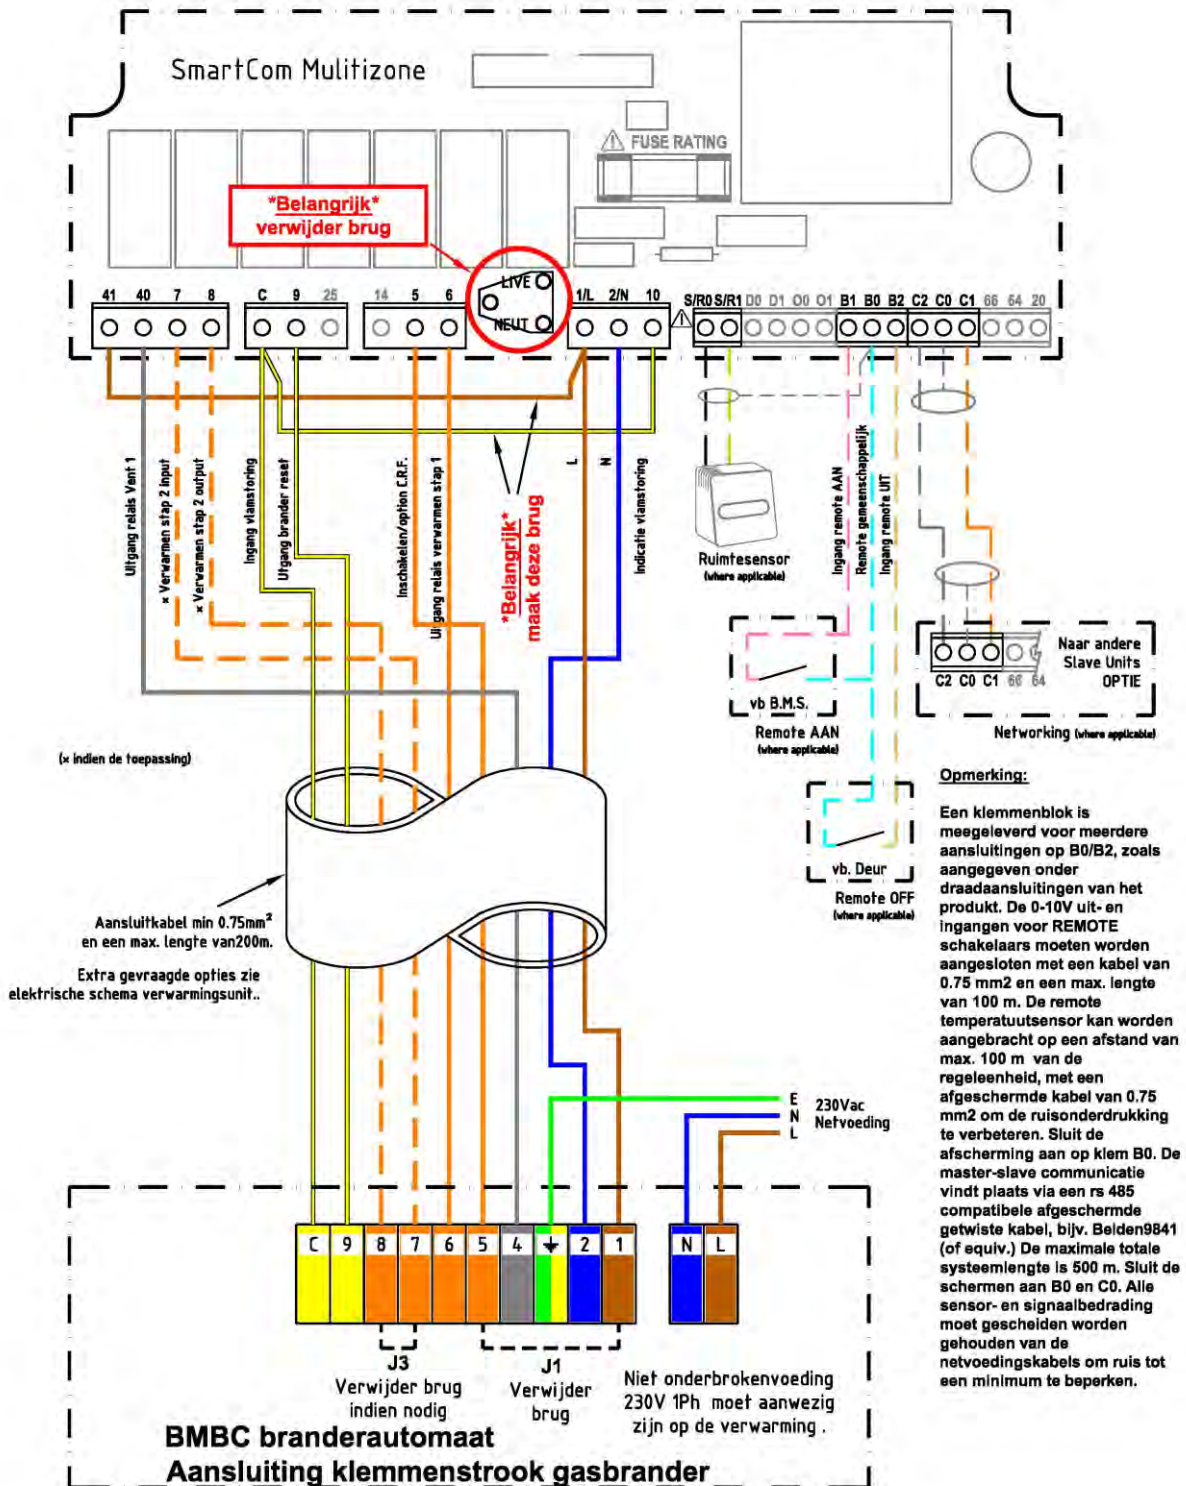 SmartCom Mulitizone
FUSE RATING
*Belangrijk*
verwijder brug
LIVE
NEUT
41 40 7 8
C 9 25
14 5 6
1/L 2/N 10
S/R0 S/R1 D0 D1 O0 O1 B1 B0 B2 C2 C0 C1 66 64 20
Uitgang relais Vent 1
x Verwarmen stap 2 input
x Verwarmen stap 2 output
Ingang vlamstoring
Uitgang brander reset
Inschakelen/option C.R.F.
Uitgang relais verwarmen stap 1
*Belangrijk*
maak deze brug
L
N
Indicatie vlamstoring
Ruimtesensor
(where applicable)
Ingang remote AAN
Remote gemeenschappelijk
Ingang remote UIT
vb B.M.S.
Remote AAN
(where applicable)
Naar andere
Slave Units
OPTIE
C2 C0 C1 66 64
Networking (where applicable)
(x indien de toepassing)
vb. Deur
Remote OFF
(where applicable)
Aansluitkabel min 0.75mm²
en een max. lengte van200m.
Extra gevraagde opties zie
elektrische schema verwarmingsunit..
Opmerking:
Een klemmenblok is
meegeleverd voor meerdere
aansluitingen op B0/B2, zoals
aangegeven onder
draadaansluitingen van het
produkt. De 0-10V uit- en
ingangen voor REMOTE
schakelaars moeten worden
aangesloten met een kabel van
0.75 mm2 en een max. lengte
van 100 m. De remote
temperatuutsensor kan worden
aangebracht op een afstand van
max. 100 m van de
regeleenheid, met een
afgeschermde kabel van 0.75
mm2 om de ruisonderdrukking
te verbeteren. Sluit de
afscherming aan op klem B0. De
master-slave communicatie
vindt plaats via een rs 485
compatibele afgeschermde
getwiste kabel, bijv. Belden9841
(of equiv.) De maximale totale
systeemlengte is 500 m. Sluit de
schermen aan B0 en C0. Alle
sensor- en signaalbedrading
moet gescheiden worden
gehouden van de
netvoedingskabels om ruis tot
een minimum te beperken.
E
N
L
230Vac
Netvoeding
C 9 8 7 6 5 4 2 1
N L
J3
Verwijder brug
indien nodig
J1
Verwijder
brug
Niet onderbrokenvoeding
230V 1Ph moet aanwezig
zijn op de verwarming .
BMBC branderautomaat
Aansluiting klemmenstrook gasbrander